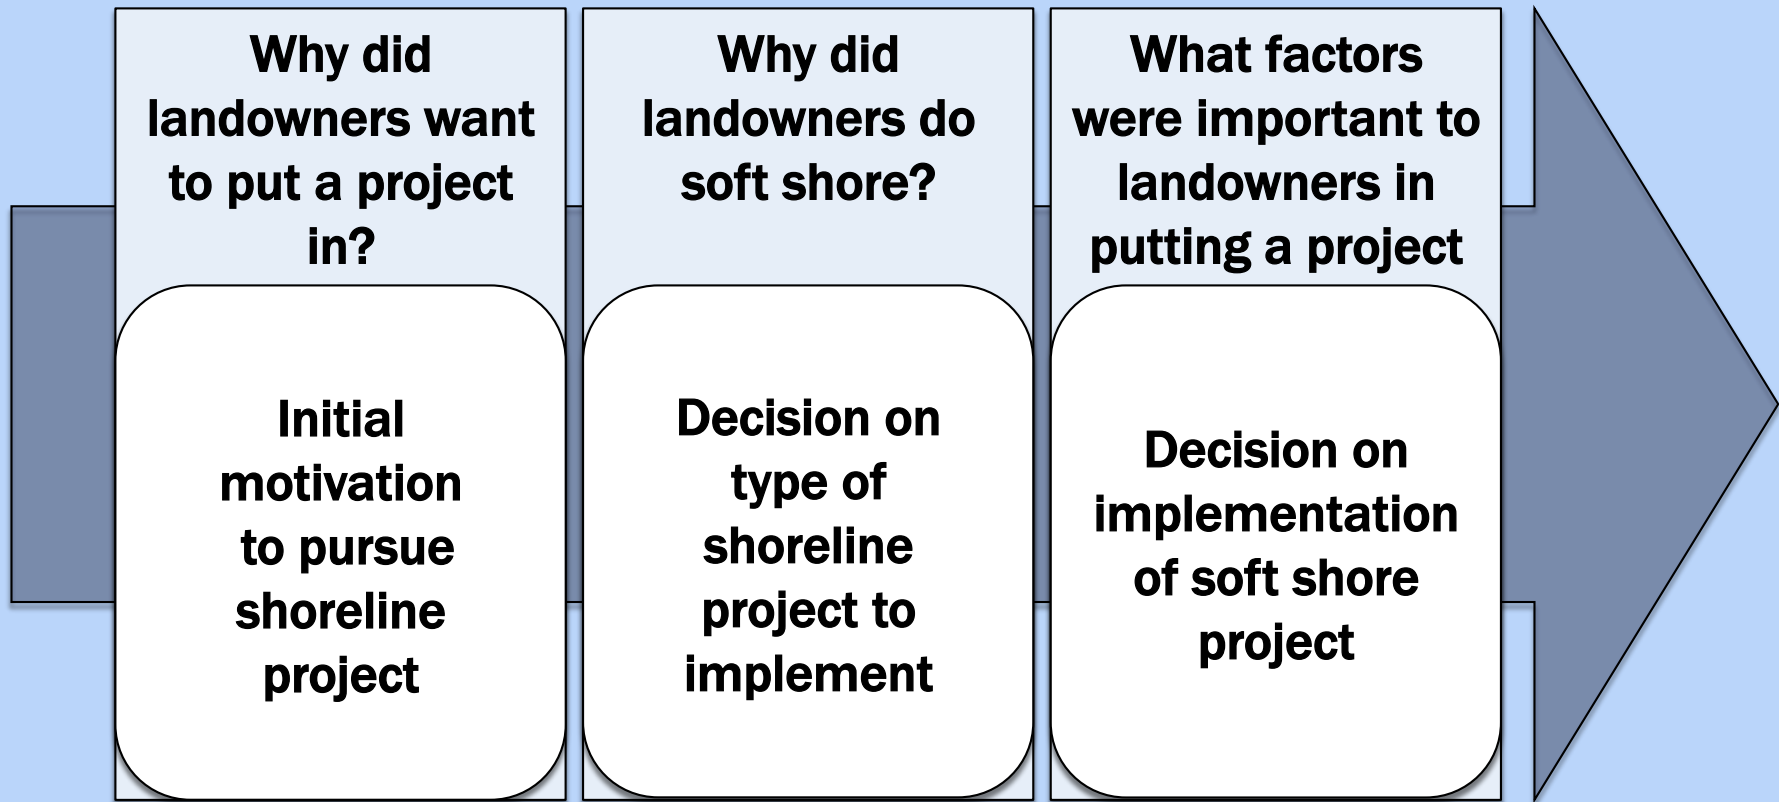 Why did
landowners want
to put a project
in?
Initial
motivation
to pursue
shoreline
project
Why did
landowners do
soft shore?
Decision on
type of
shoreline
project to
implement
What factors
were important to
landowners in
putting a project
Decision on
implementation
of soft shore
project